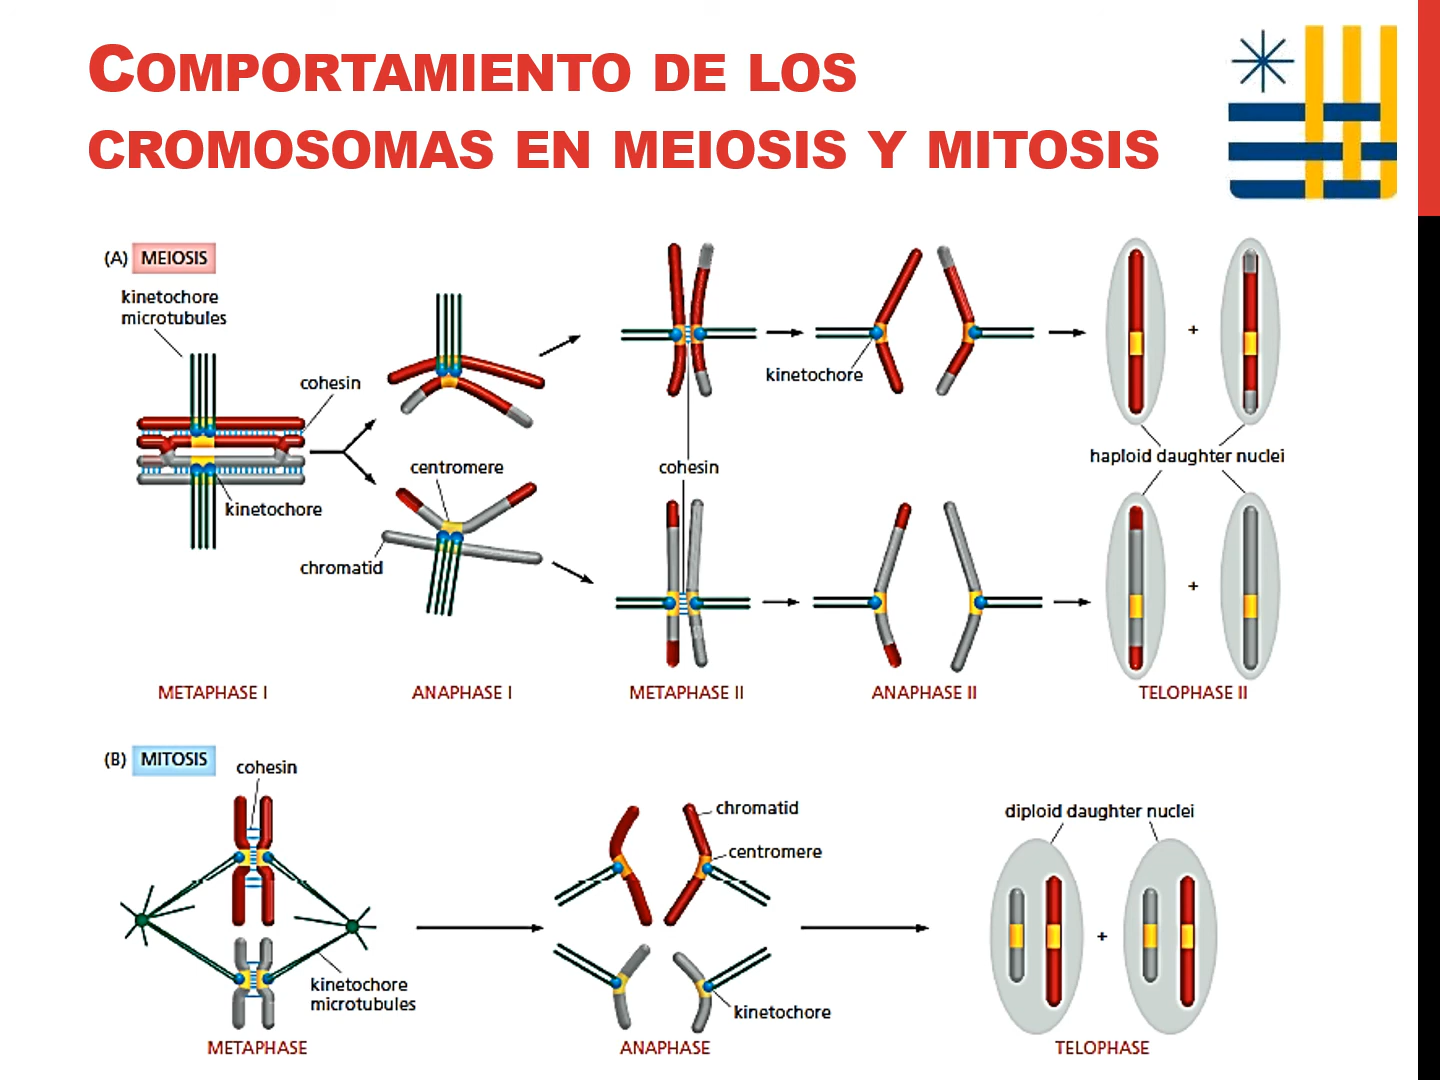 COMPORTAMIENTO DE LOS
CROMOSOMAS EN MEIOSIS Y MITOSIS
(A) MEIOSIS
kinetochore
microtubules
cohesin
kinetochore
centromere
chromatid
cohesin
kinetochore
haploid daughter nuclei
+
+
METAPHASE I
ANAPHASE I
METAPHASE II
ANAPHASE II
TELOPHASE II
(B) MITOSIS
cohesin
kinetochore
microtubules
chromatid
centromere
kinetochore
diploid daughter nuclei
+
METAPHASE
ANAPHASE
TELOPHASE